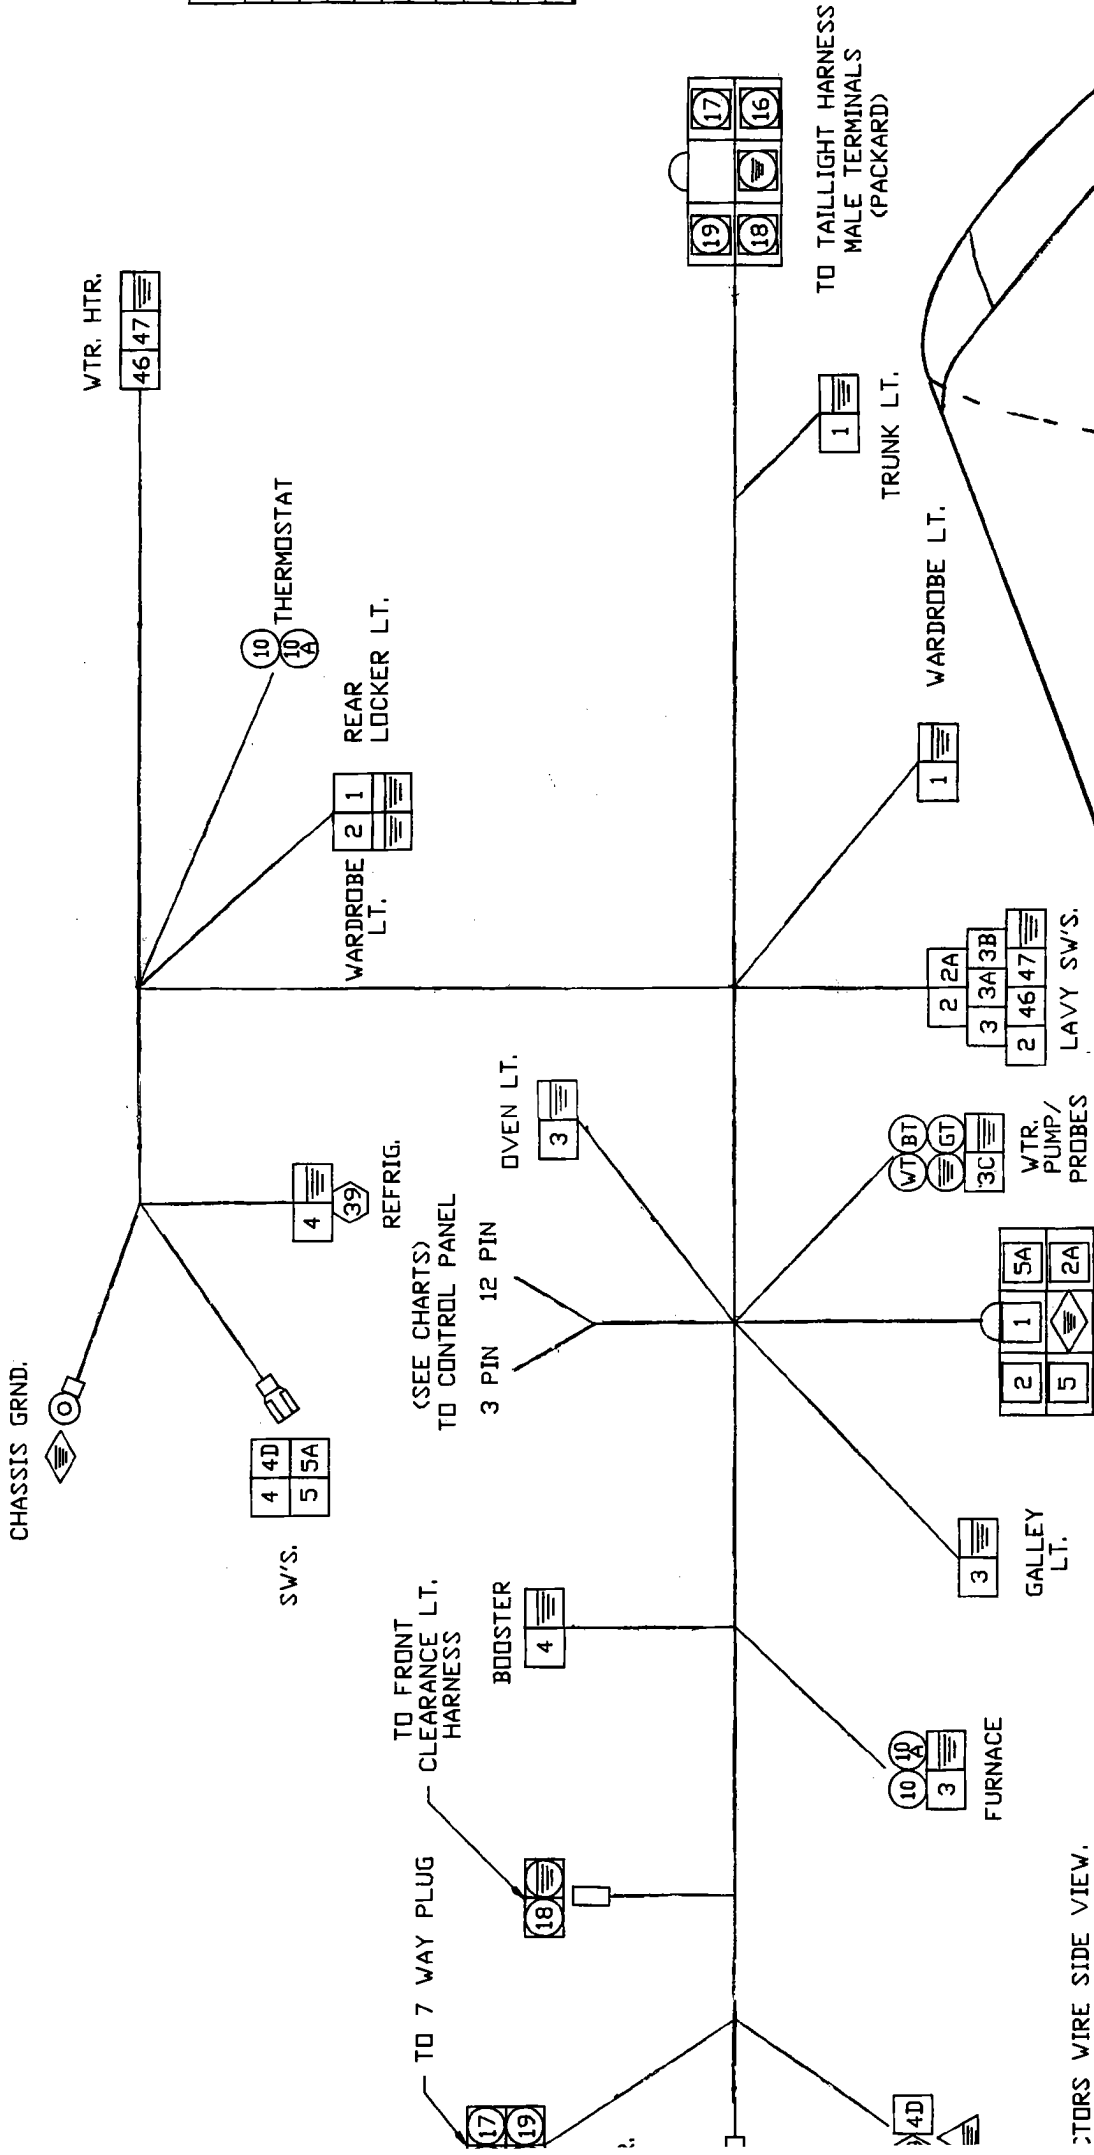 CHASSIS GRND.
WTR. HTR.
46 47
10
10
A
THERMOSTAT
REAR
LOCKER LT.
2 1
WARDROBE
LT.
4
39
REFRIG.
4 4D
5 5A
SW'S.
(SEE CHARTS)
TO CONTROL PANEL
3 PIN 12 PIN
OVEN LT.
3
TO FRONT
CLEARANCE LT.
HARNESS
BOOSTER
4
TO 7 WAY PLUG
18
17
19
19 17
18 16
TO TAILLIGHT HARNESS
MALE TERMINALS
(PACKARD)
1
TRUNK LT.
WARDROBE LT.
1
2 2A
3 3A 3B
2 46 47
LAVY SW'S.
WT BT
GT
3C
WTR.
PUMP/
PROBES
2 1 5A
5 2A
3
GALLEY
LT.
10 10
A
3
FURNACE
4D
CTORS WIRE SIDE VIEW.